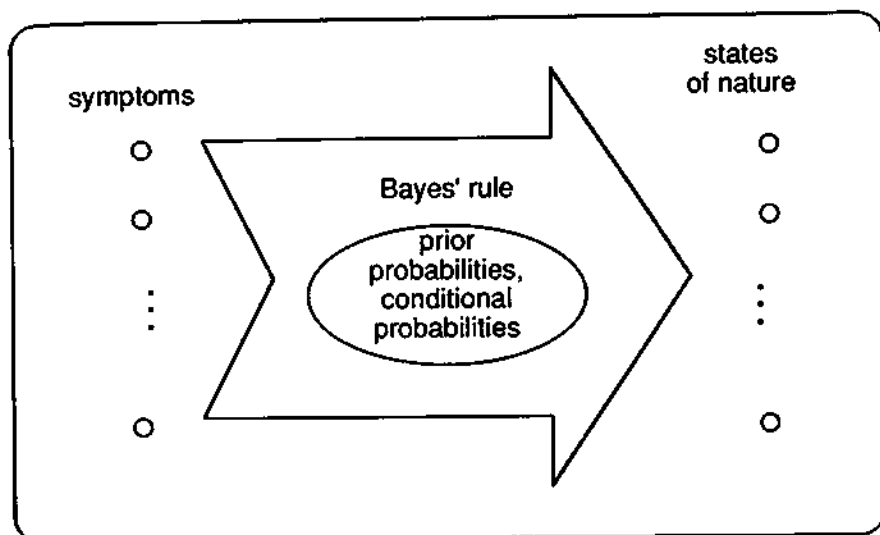 symptoms
states
of nature
Bayes' rule
prior
probabilities,
conditional
probabilities